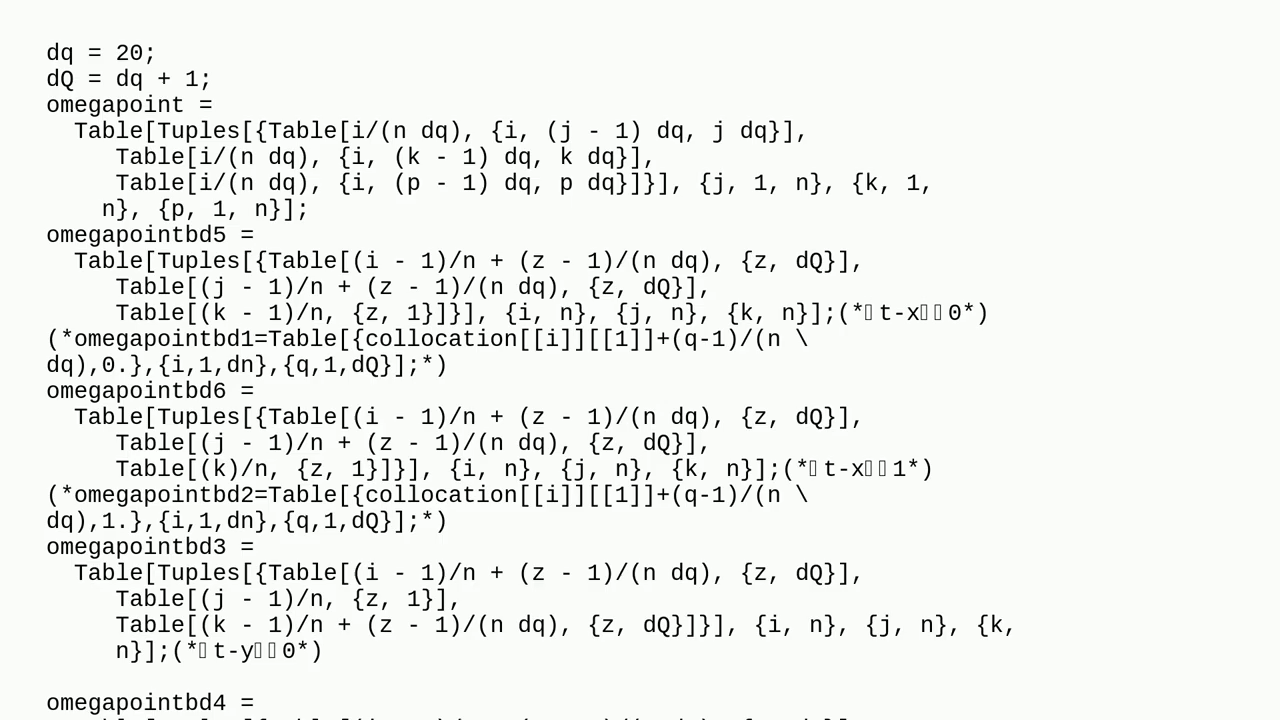 dq = 20;
dQ = dq + 1;
omegapoint =
  Table[Tuples[{Table[i/(n dq), {i, (j - 1) dq, j dq}],
     Table[i/(n dq), {i, (k - 1) dq, k dq}],
     Table[i/(n dq), {i, (p - 1) dq, p dq}]}], {j, 1, n}, {k, 1,
    n}, {p, 1, n}];
omegapointbd5 =
  Table[Tuples[{Table[(i - 1)/n + (z - 1)/(n dq), {z, dQ}],
     Table[(j - 1)/n + (z - 1)/(n dq), {z, dQ}],
     Table[(k - 1)/n, {z, 1}]}], {i, n}, {j, n}, {k, n}];(*▯t-x▯▯0*)
(*omegapointbd1=Table[{collocation[[i]][[1]]+(q-1)/(n \
dq),0.},{i,1,dn},{q,1,dQ}];*)
omegapointbd6 =
  Table[Tuples[{Table[(i - 1)/n + (z - 1)/(n dq), {z, dQ}],
     Table[(j - 1)/n + (z - 1)/(n dq), {z, dQ}],
     Table[(k)/n, {z, 1}]}], {i, n}, {j, n}, {k, n}];(*▯t-x▯▯1*)
(*omegapointbd2=Table[{collocation[[i]][[1]]+(q-1)/(n \
dq),1.},{i,1,dn},{q,1,dQ}];*)
omegapointbd3 =
  Table[Tuples[{Table[(i - 1)/n + (z - 1)/(n dq), {z, dQ}],
     Table[(j - 1)/n, {z, 1}],
     Table[(k - 1)/n + (z - 1)/(n dq), {z, dQ}]}], {i, n}, {j, n}, {k,
     n}];(*▯t-y▯▯0*)
omegapointbd4 =